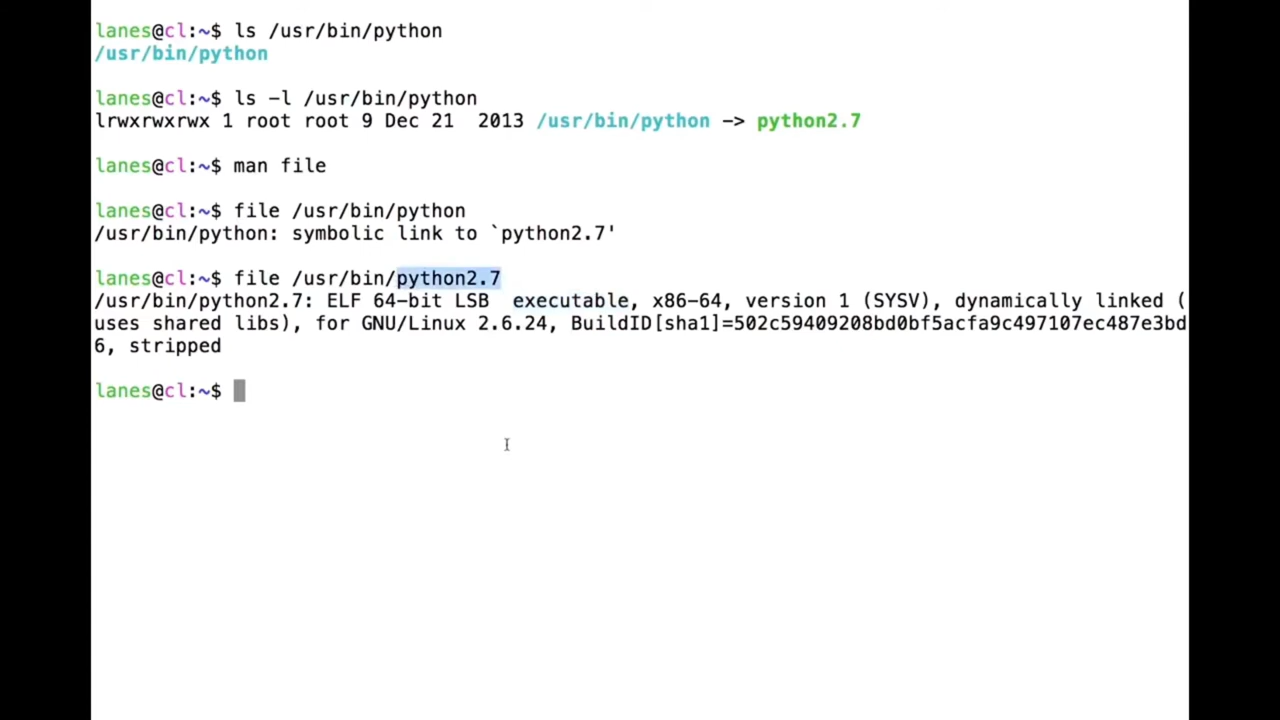 lanes@cl:~$ ls /usr/bin/python
/usr/bin/python
lanes@cl:~$ ls -l /usr/bin/python
lrwxrwxrwx 1 root root 9 Dec 21  2013 /usr/bin/python -> python2.7
lanes@cl:~$ man file
lanes@cl:~$ file /usr/bin/python
/usr/bin/python: symbolic link to `python2.7'
lanes@cl:~$ file /usr/bin/python2.7
/usr/bin/python2.7: ELF 64-bit LSB  executable, x86-64, version 1 (SYSV), dynamically linked (
uses shared libs), for GNU/Linux 2.6.24, BuildID[sha1]=502c59409208bd0bf5acfa9c497107ec487e3bd
6, stripped
lanes@cl:~$